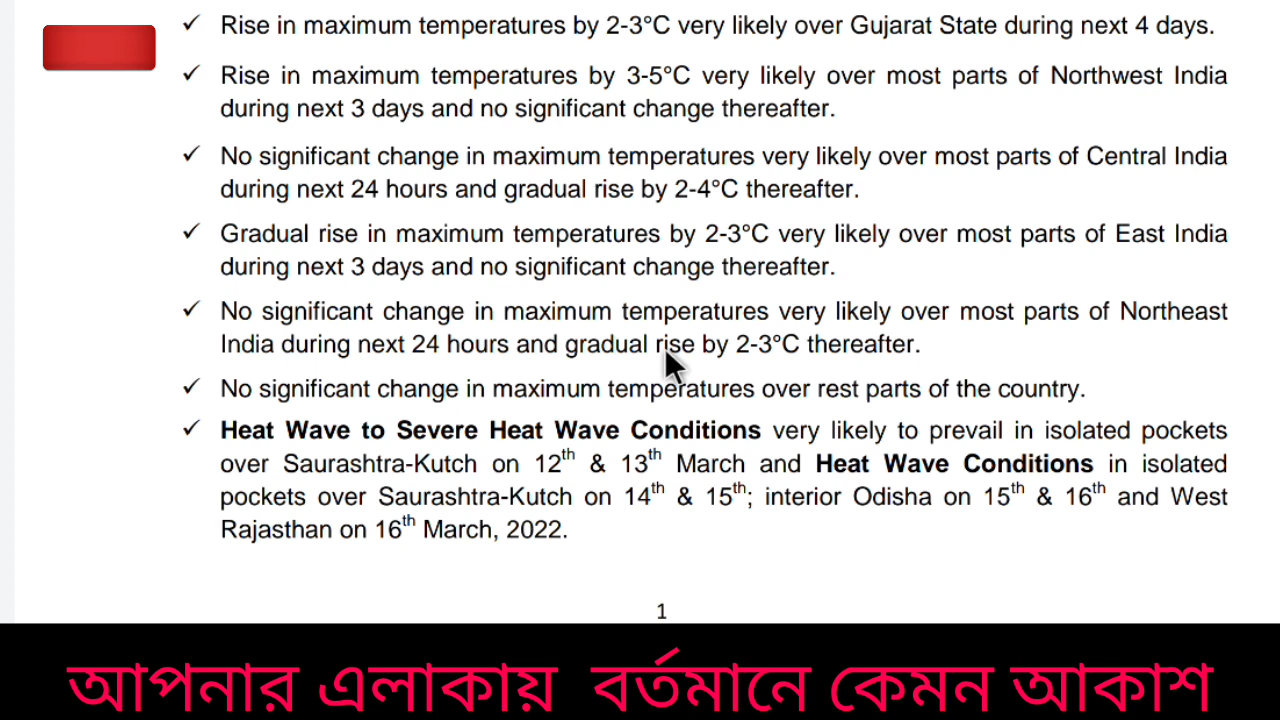 ✓ Rise in maximum temperatures by 2-3°C very likely over Gujarat State during next 4 days.
✓ Rise in maximum temperatures by 3-5°C very likely over most parts of Northwest India
during next 3 days and no significant change thereafter.
✓ No significant change in maximum temperatures very likely over most parts of Central India
during next 24 hours and gradual rise by 2-4°C thereafter.
✓ Gradual rise in maximum temperatures by 2-3°C very likely over most parts of East India
during next 3 days and no significant change thereafter.
✓ No significant change in maximum temperatures very likely over most parts of Northeast
India during next 24 hours and gradual rise by 2-3°C thereafter.
✓ No significant change in maximum temperatures over rest parts of the country.
✓ Heat Wave to Severe Heat Wave Conditions very likely to prevail in isolated pockets
over Saurashtra-Kutch on 12th & 13th March and Heat Wave Conditions in isolated
pockets over Saurashtra-Kutch on 14th & 15th; interior Odisha on 15th & 16th and West
Rajasthan on 16th March, 2022.
1
আপনার এলাকায় বর্তমানে কেমন আকাশ